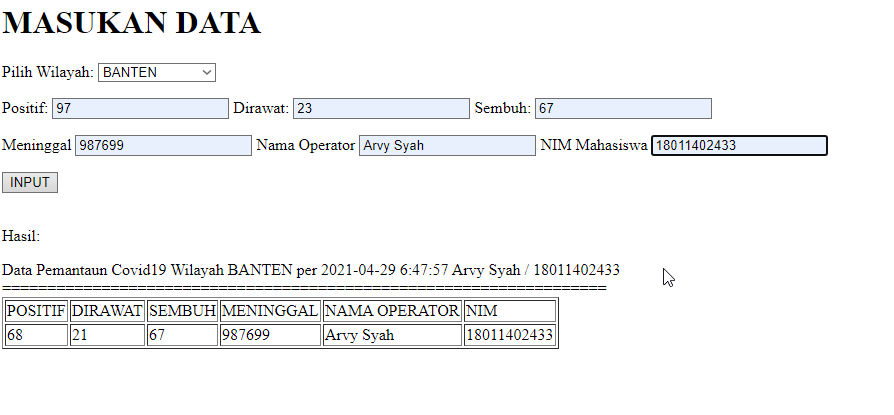 MASUKAN DATA
Pilih Wilayah: BANTEN
Positif: 97 Dirawat: 23 Sembuh: 67
Meninggal 987699 Nama Operator Arvy Syah NIM Mahasiswa 18011402433
INPUT
Hasil:
Data Pemantaun Covid19 Wilayah BANTEN per 2021-04-29 6:47:57 Arvy Syah / 18011402433
===================================================================
POSITIF DIRAWAT SEMBUH MENINGGAL NAMA OPERATOR NIM
68 21 67 987699 Arvy Syah 18011402433